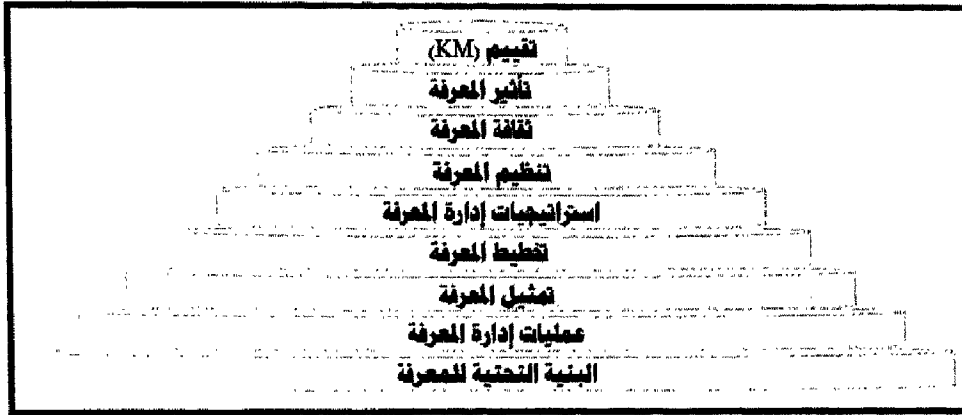 تقييم (KM)
تأثير المعرفة
ثقافة المعرفة
تنظيم المعرفة
استراتيجيات إدارة المعرفة
تخطيط المعرفة
تمثيل المعرفة
عمليات إدارة المعرفة
البنية التحتية للمعرفة